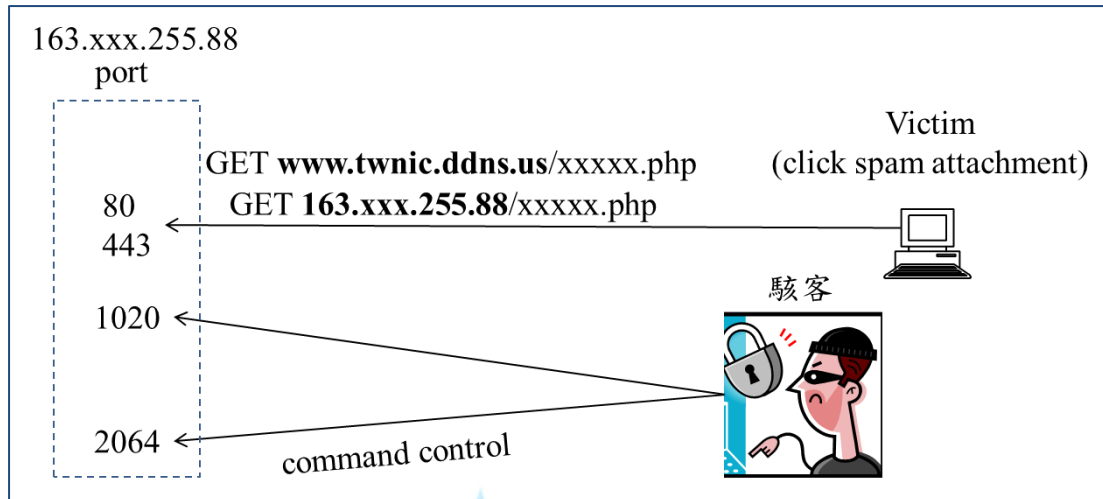 163.xxx.255.88
port
Victim
(click spam attachment)
GET www.twnic.ddns.us/xxxxx.php
GET 163.xxx.255.88/xxxxx.php
80
443
駭客
1020
2064
command control